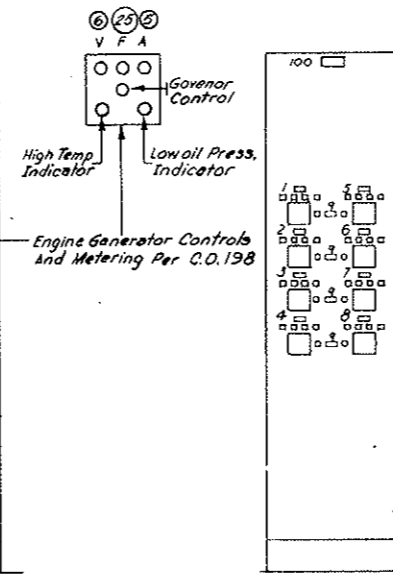 6 25 5
V F A
Govenor
Control
High Temp
Indicator
Low oil Press,
Indicator
Engine Generator Controls
And Metering Per C.O. 198
100
1 5
2 6
3 7
4 8